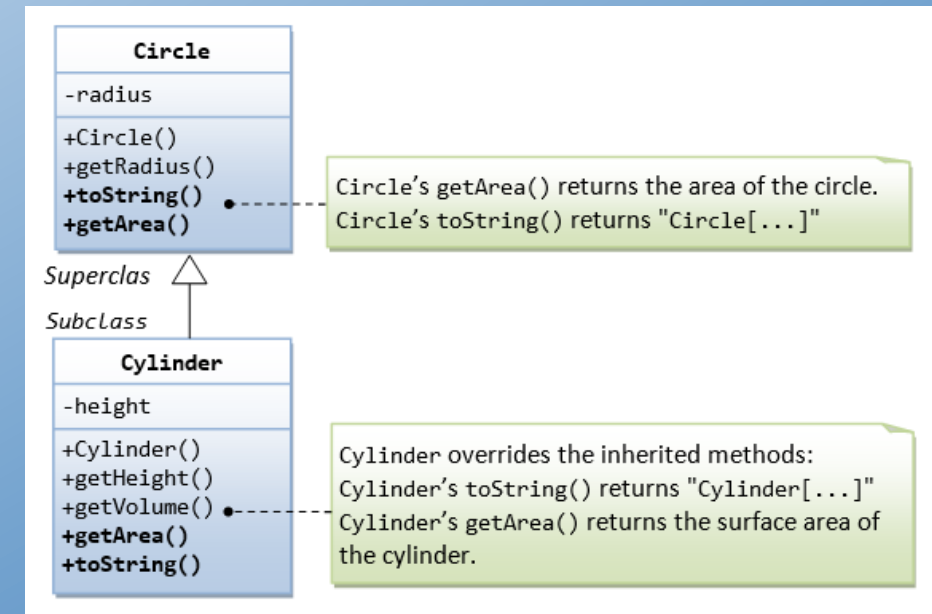 Circle
-radius
+Circle()
+getRadius()
+toString()
+getArea()
Circle's getArea() returns the area of the circle.
Circle's toString() returns "Circle[...]"
Superclas
Subclass
Cylinder
-height
+Cylinder()
+getHeight()
+getVolume()
+getArea()
+toString()
Cylinder overrides the inherited methods:
Cylinder's toString() returns "Cylinder[...]"
Cylinder's getArea() returns the surface area of
the cylinder.